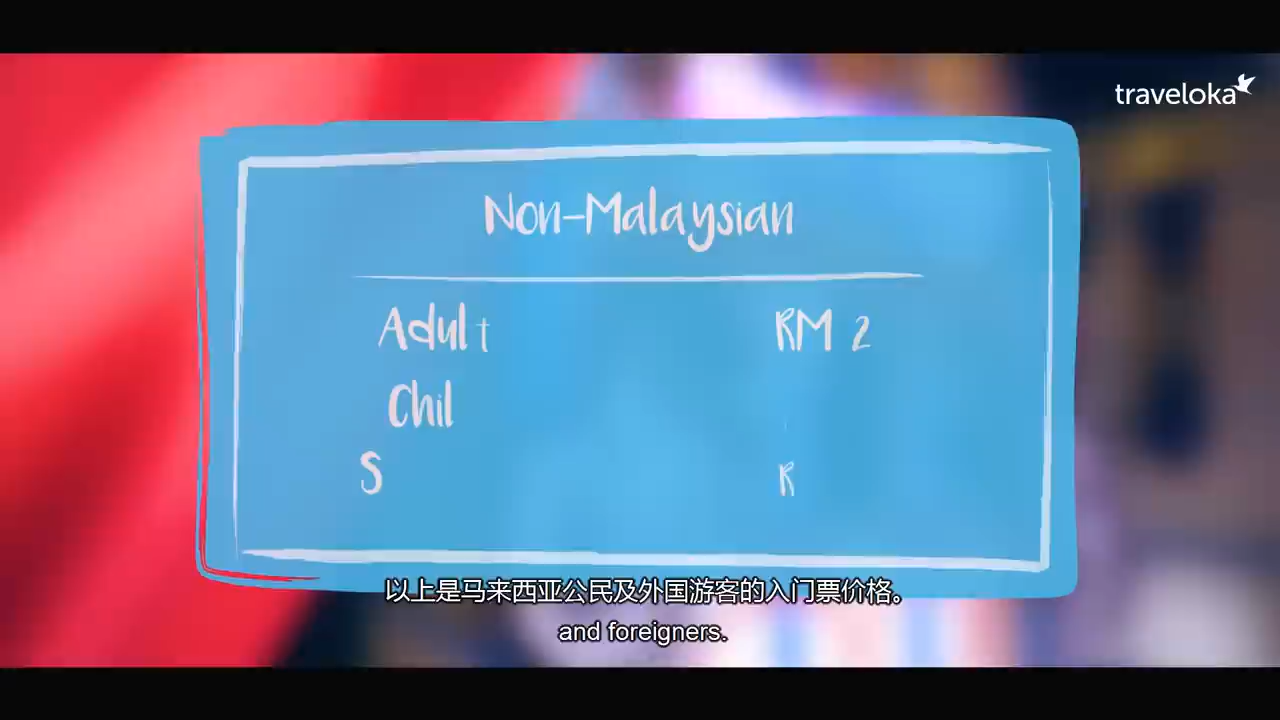 traveloka
Non-Malaysian
Adult RM 2
Chil
S R
以上是马来西亚公民及外国游客的入门票价格。
and foreigners.